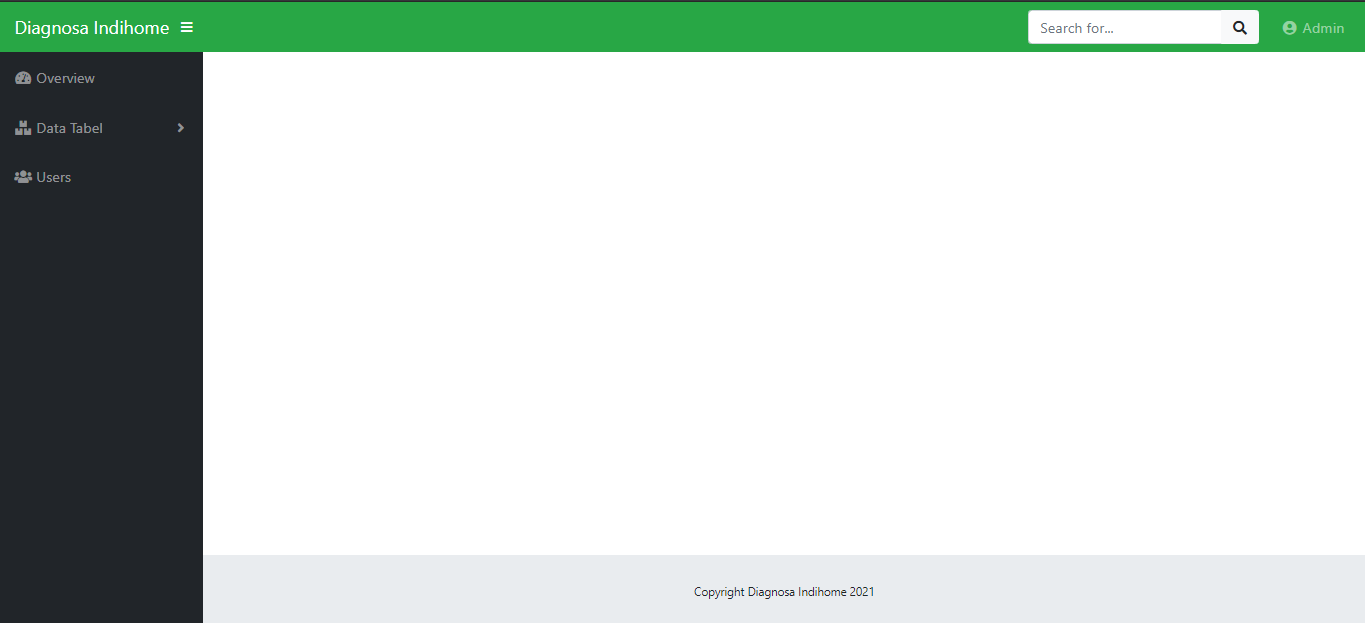 Diagnosa Indihome
Search for...
Admin
Overview
Data Tabel
Users
Copyright Diagnosa Indihome 2021